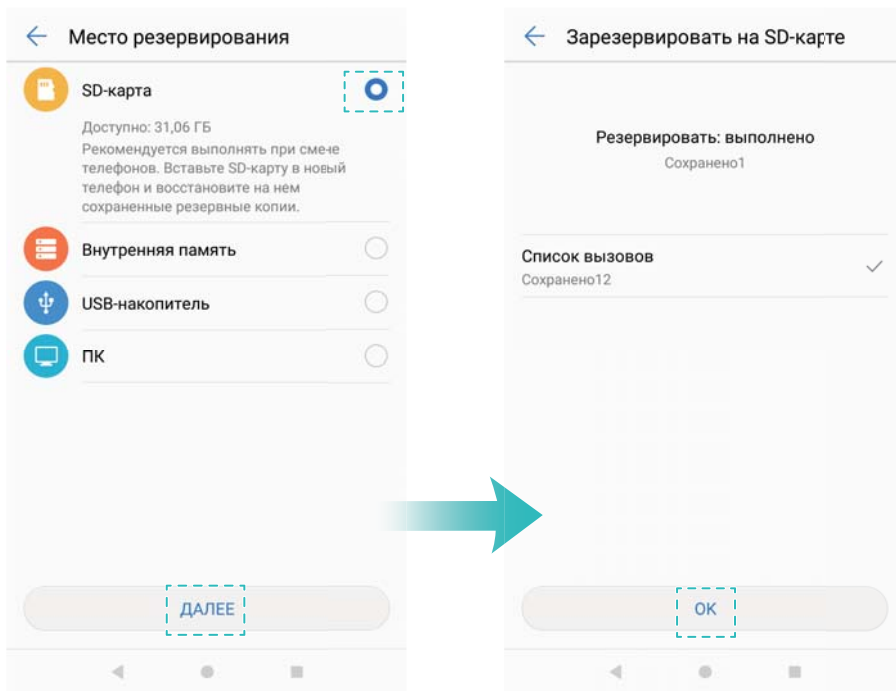 Место резервирования
SD-карта
Доступно: 31,06 ГБ
Рекомендуется выполнять при смене
телефонов. Вставьте SD-карту в новый
телефон и восстановите на нем
сохраненные резервные копии.
Внутренняя память
USB-накопитель
ПК
ДАЛЕЕ
Зарезервировать на SD-карте
Резервировать: выполнено
Сохранено1
Список вызовов
Сохранено12
ОК